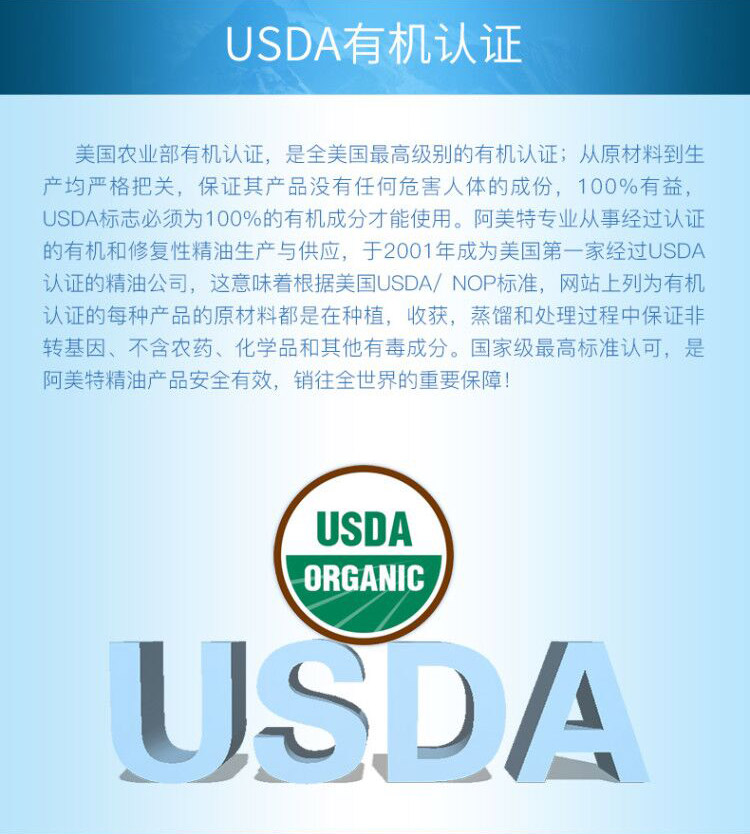 USDA有机认证
美国农业部有机认证，是全美国最高级别的有机认证；从原材料到生
产均严格把关，保证其产品没有任何危害人体的成份，100%有益，
USDA标志必须为100%的有机成分才能使用。阿美特专业从事经过认证
的有机和修复性精油生产与供应，于2001年成为美国第一家经过USDA
认证的精油公司，这意味着根据美国USDA/ NOP标准，网站上列为有机
认证的每种产品的原材料都是在种植，收获，蒸馏和处理过程中保证非
转基因、不含农药、化学品和其他有毒成分。国家级最高标准认可，是
阿美特精油产品安全有效，销往全世界的重要保障！
USDA
ORGANIC
USDA